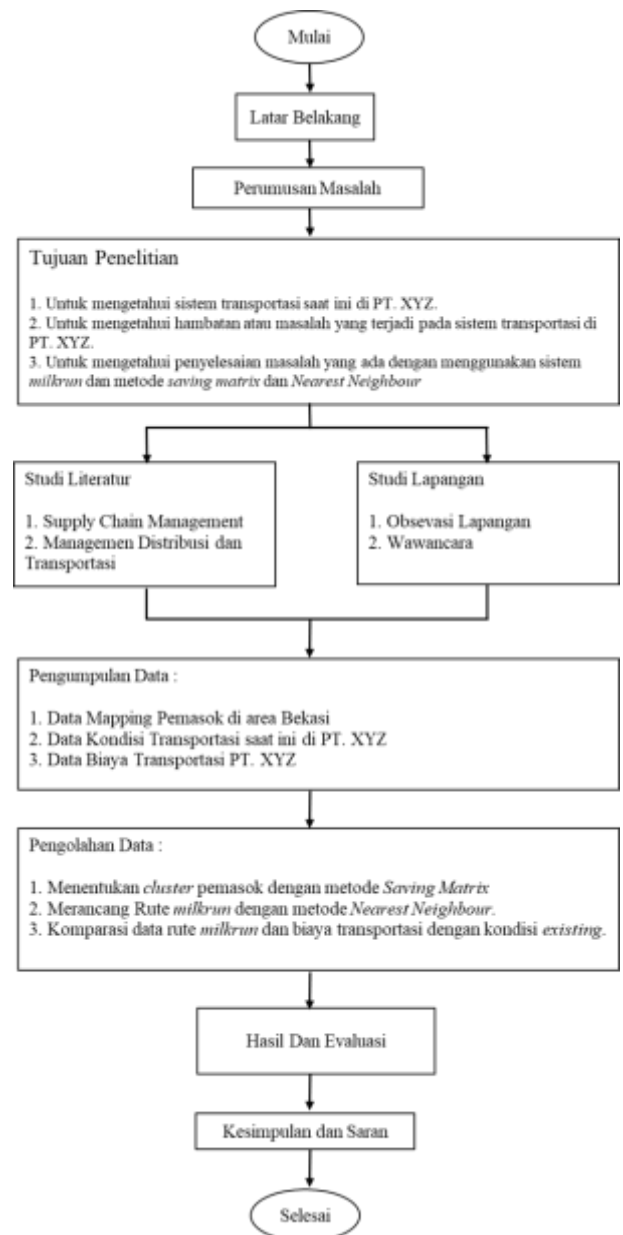 Mulai
Latar Belakang
Perumusan Masalah
Tujuan Penelitian
1. Untuk mengetahui sistem transportasi saat ini di PT. XYZ.
2. Untuk mengetahui hambatan atau masalah yang terjadi pada sistem transportasi di
PT. XYZ.
3. Untuk mengetahui penyelesaian masalah yang ada dengan menggunakan sistem
milkrun dan metode saving matrix dan Nearest Neighbour
Studi Literatur
1. Supply Chain Management
2. Managemen Distribusi dan
Transportasi
Studi Lapangan
1. Obsevasi Lapangan
2. Wawancara
Pengumpulan Data :
1. Data Mapping Pemasok di area Bekasi
2. Data Kondisi Transportasi saat ini di PT. XYZ
3. Data Biaya Transportasi PT. XYZ
Pengolahan Data :
1. Menentukan cluster pemasok dengan metode Saving Matrix
2. Merancang Rute milkrun dengan metode Nearest Neighbour.
3. Komparasi data rute milkrun dan biaya transportasi dengan kondisi existing.
Hasil Dan Evaluasi
Kesimpulan dan Saran
Selesai